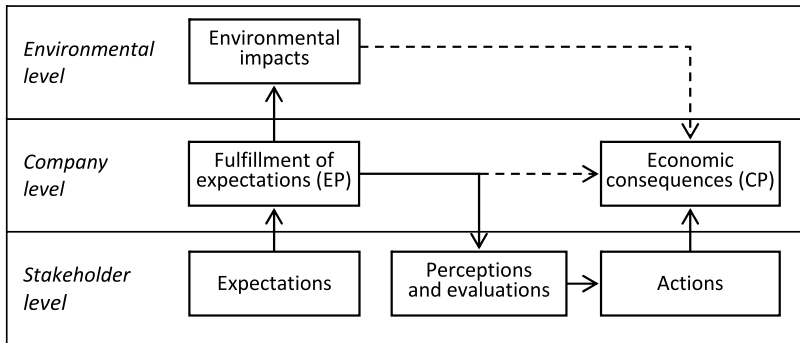 Environmental
level
Environmental
impacts
Company
level
Fulfillment of
expectations (EP)
Economic
consequences (CP)
Stakeholder
level
Expectations
Perceptions
and evaluations
Actions